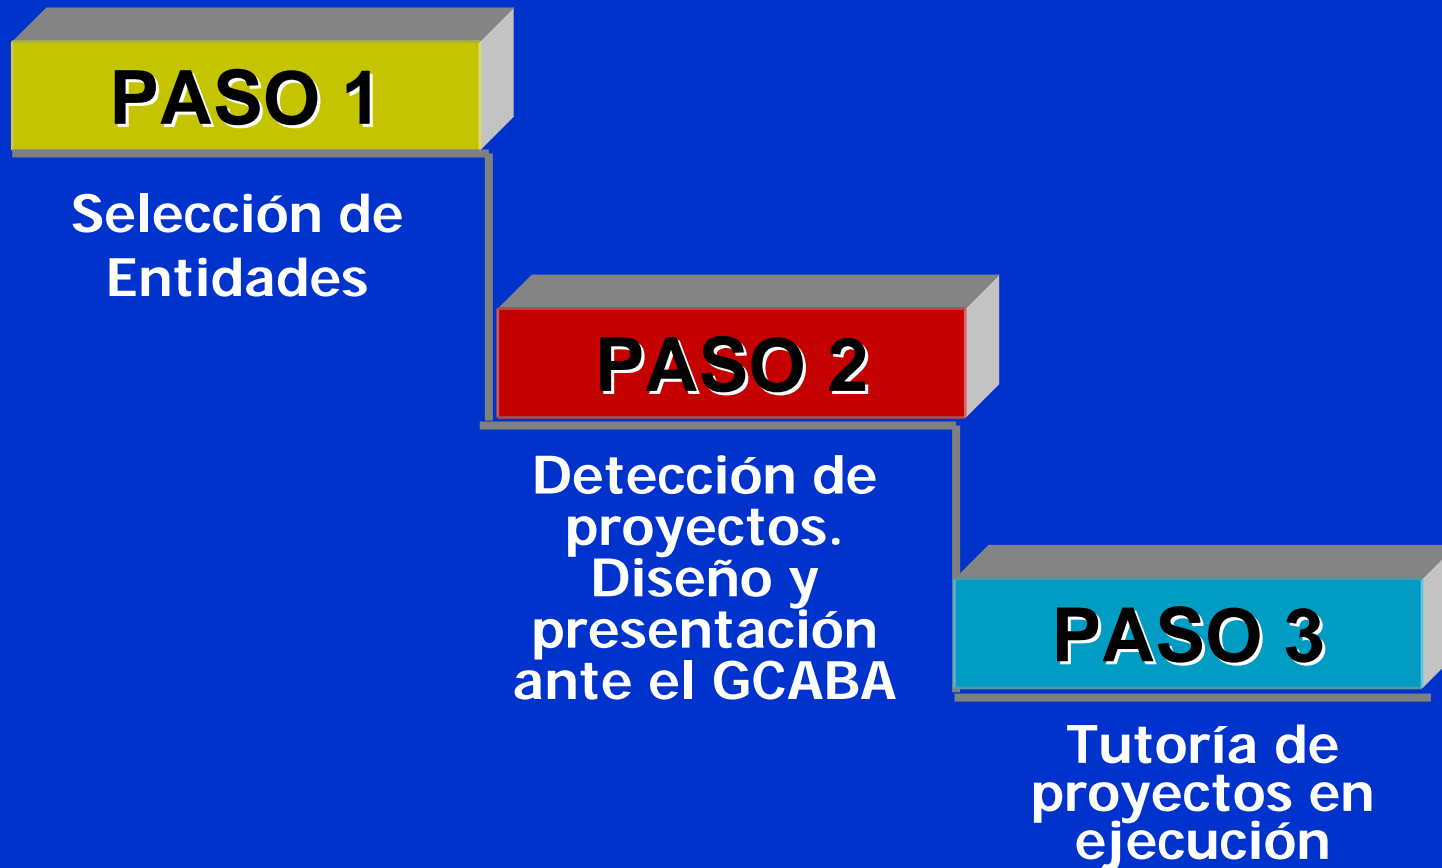 PASO 1
Selección de
Entidades
PASO 2
Detección de
proyectos.
Diseño y
presentación
ante el GCABA
PASO 3
Tutoría de
proyectos en
ejecución